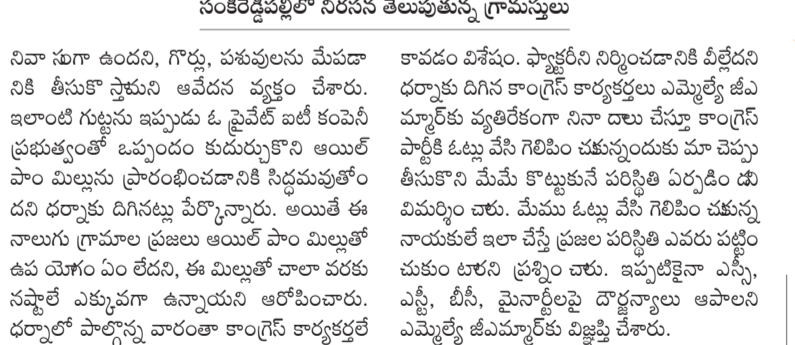 సంకిరెడ్డిపల్లిలో నిరసన తెలుపుతున్న గ్రామస్తులు
నివా సంగా ఉందని, గొర్లు, పశువులను మేపడా
నికి తీసుకొ స్తామని ఆవేదన వ్యక్తం చేశారు.
ఇలాంటి గుట్టను ఇప్పుడు ఓ ప్రైవేట్ ఐటీ కంపెనీ
ప్రభుత్వంతో ఒప్పందం కుదుర్చుకొని ఆయిల్
పాం మిల్లును ప్రారంభించడానికి సిద్ధమవుతోం
దని ధర్నాకు దిగినట్లు పేర్కొన్నారు. అయితే ఈ
నాలుగు గ్రామాల ప్రజలు ఆయిల్ పాం మిల్లుతో
ఉప యోగం ఏం లేదని, ఈ మిల్లుతో చాలా వరకు
నష్టాలే ఎక్కువగా ఉన్నాయని ఆరోపించారు.
ధర్నాలో పాల్గొన్న వారంతా కాంగ్రెస్ కార్యకర్తలే
కావడం విశేషం. ఫ్యాక్టరీని నిర్మించడానికి వీల్లేదని
ధర్నాకు దిగిన కాంగ్రెస్ కార్యకర్తలు ఎమ్మెల్యే జీఎ
మ్మార్‌కు వ్యతిరేకంగా నినా దాలు చేస్తూ కాంగ్రెస్
పార్టీకి ఓట్లు వేసి గెలిపిం చుకున్నందుకు మా చెప్పు
తీసుకొని మేమే కొట్టుకునే పరిస్థితి ఏర్పడిం దని
విమర్శిం చారు. మేము ఓట్లు వేసి గెలిపిం చుకున్న
నాయకులే ఇలా చేస్తే ప్రజల పరిస్థితి ఎవరు పట్టిం
చుకుం టారని ప్రశ్నిం చారు. ఇప్పటికైనా ఎస్సీ,
ఎస్టీ, బీసీ, మైనార్టీలపై దౌర్జన్యాలు ఆపాలని
ఎమ్మెల్యే జీఎమ్మార్‌కు విజ్ఞప్తి చేశారు.